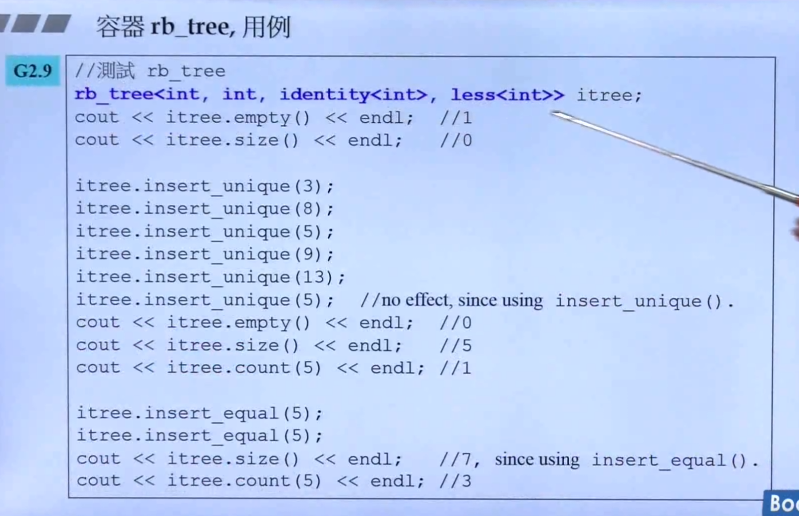 容器 rb_tree, 用例
G2.9
//測試 rb_tree
rb_tree<int, int, identity<int>, less<int>> itree;
cout << itree.empty() << endl; //1
cout << itree.size() << endl; //0
itree.insert_unique(3);
itree.insert_unique(8);
itree.insert_unique(5);
itree.insert_unique(9);
itree.insert_unique(13);
itree.insert_unique(5); //no effect, since using insert_unique().
cout << itree.empty() << endl; //0
cout << itree.size() << endl; //5
cout << itree.count(5) << endl; //1
itree.insert_equal(5);
itree.insert_equal(5);
cout << itree.size() << endl; //7, since using insert_equal().
cout << itree.count(5) << endl; //3